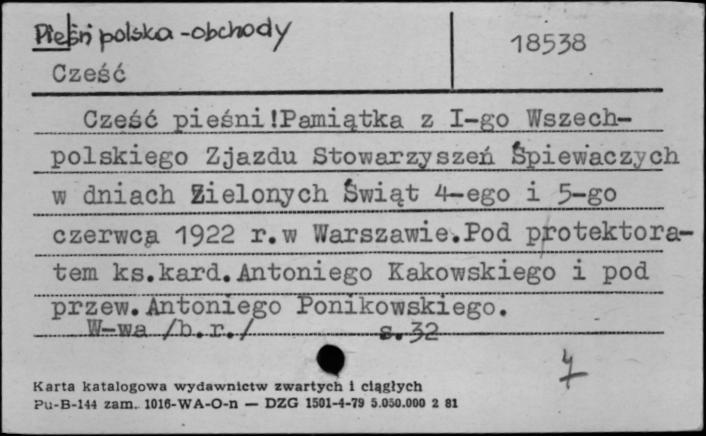 Pieśń polska - obchody
18538
Cześć
Cześć pieśni!Pamiątka z I-go Wszech-
polskiego Zjazdu Stowarzyszeń Śpiewaczych
w dniach Zielonych Świąt 4-ego i 5-go
czerwca 1922 r.w Warszawie.Pod protektora-
tem ks.kard.Antoniego Kakowskiego i pod
przew.Antoniego Ponikowskiego.
W-wa /b.r./ s.32
Karta katalogowa wydawnictw zwartych i ciągłych
Pu-B-144 zam. 1016-WA-O-n — DZG 1501-4-79 5.050.000 2 81